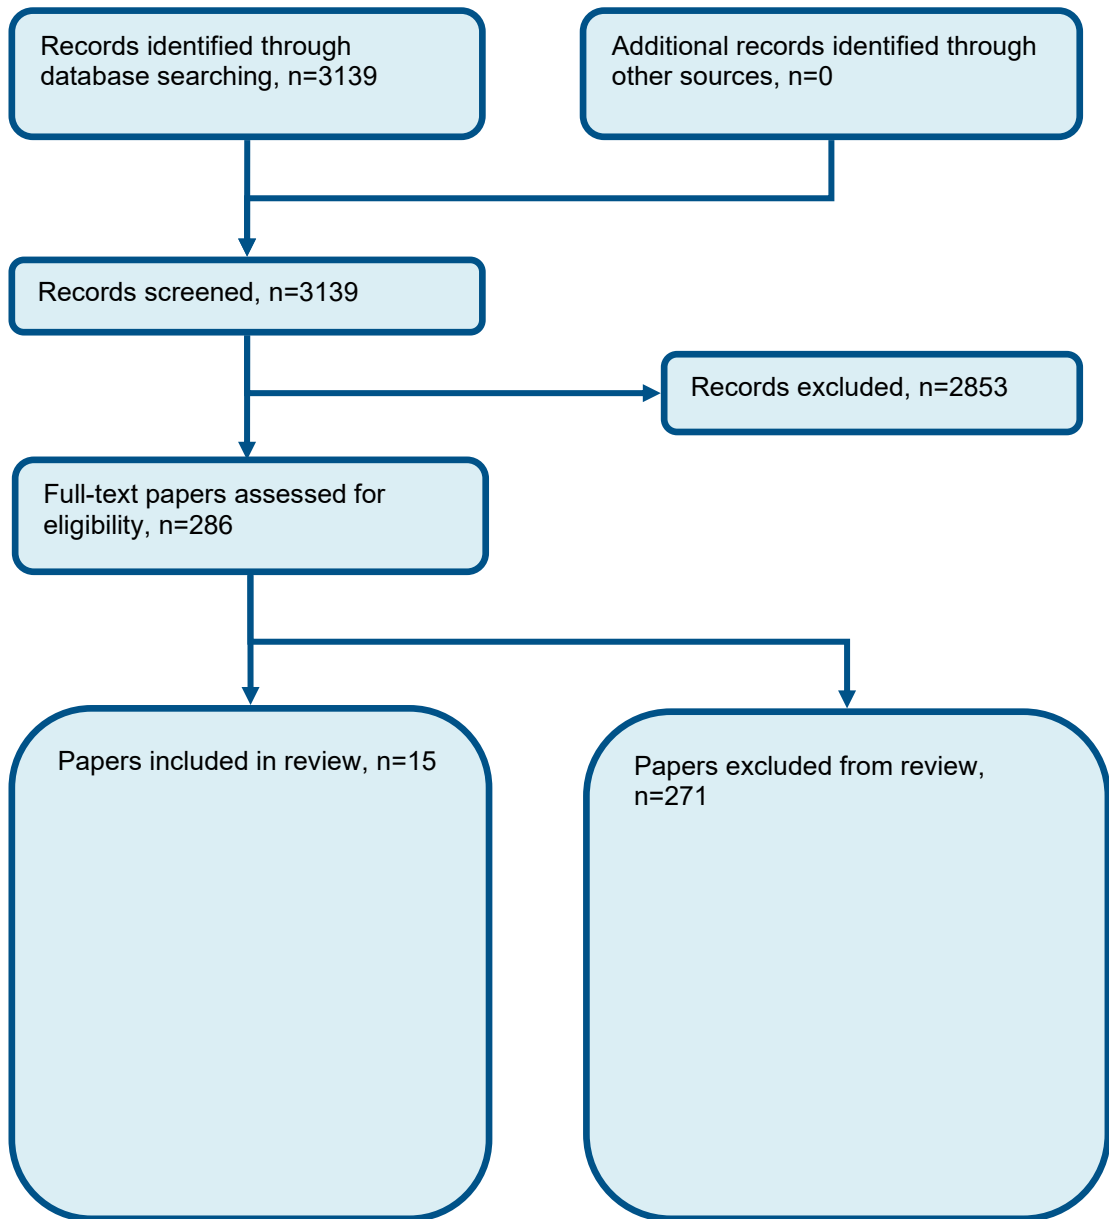 Records identified through
database searching, n=3139
Additional records identified through
other sources, n=0
Records screened, n=3139
Records excluded, n=2853
Full-text papers assessed for
eligibility, n=286
Papers included in review, n=15
Papers excluded from review,
n=271